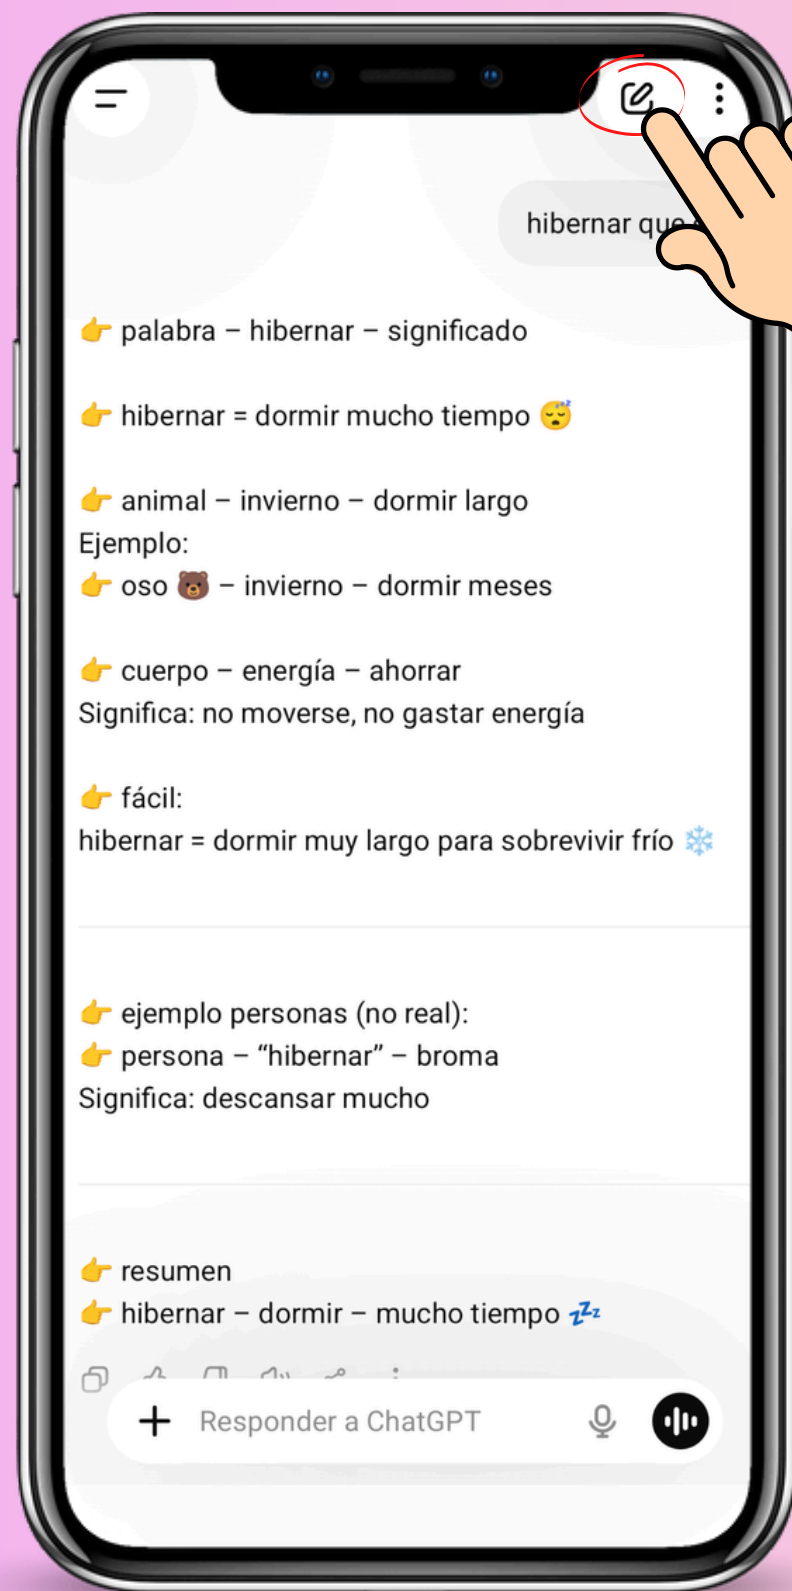 hibernar que
👉 palabra – hibernar – significado
👉 hibernar = dormir mucho tiempo 😴
👉 animal – invierno – dormir largo
Ejemplo:
👉 oso 🐻 – invierno – dormir meses
👉 cuerpo – energía – ahorrar
Significa: no moverse, no gastar energía
👉 fácil:
hibernar = dormir muy largo para sobrevivir frío ❄️
👉 ejemplo personas (no real):
👉 persona – “hibernar” – broma
Significa: descansar mucho
👉 resumen
👉 hibernar – dormir – mucho tiempo 💤
Responder a ChatGPT